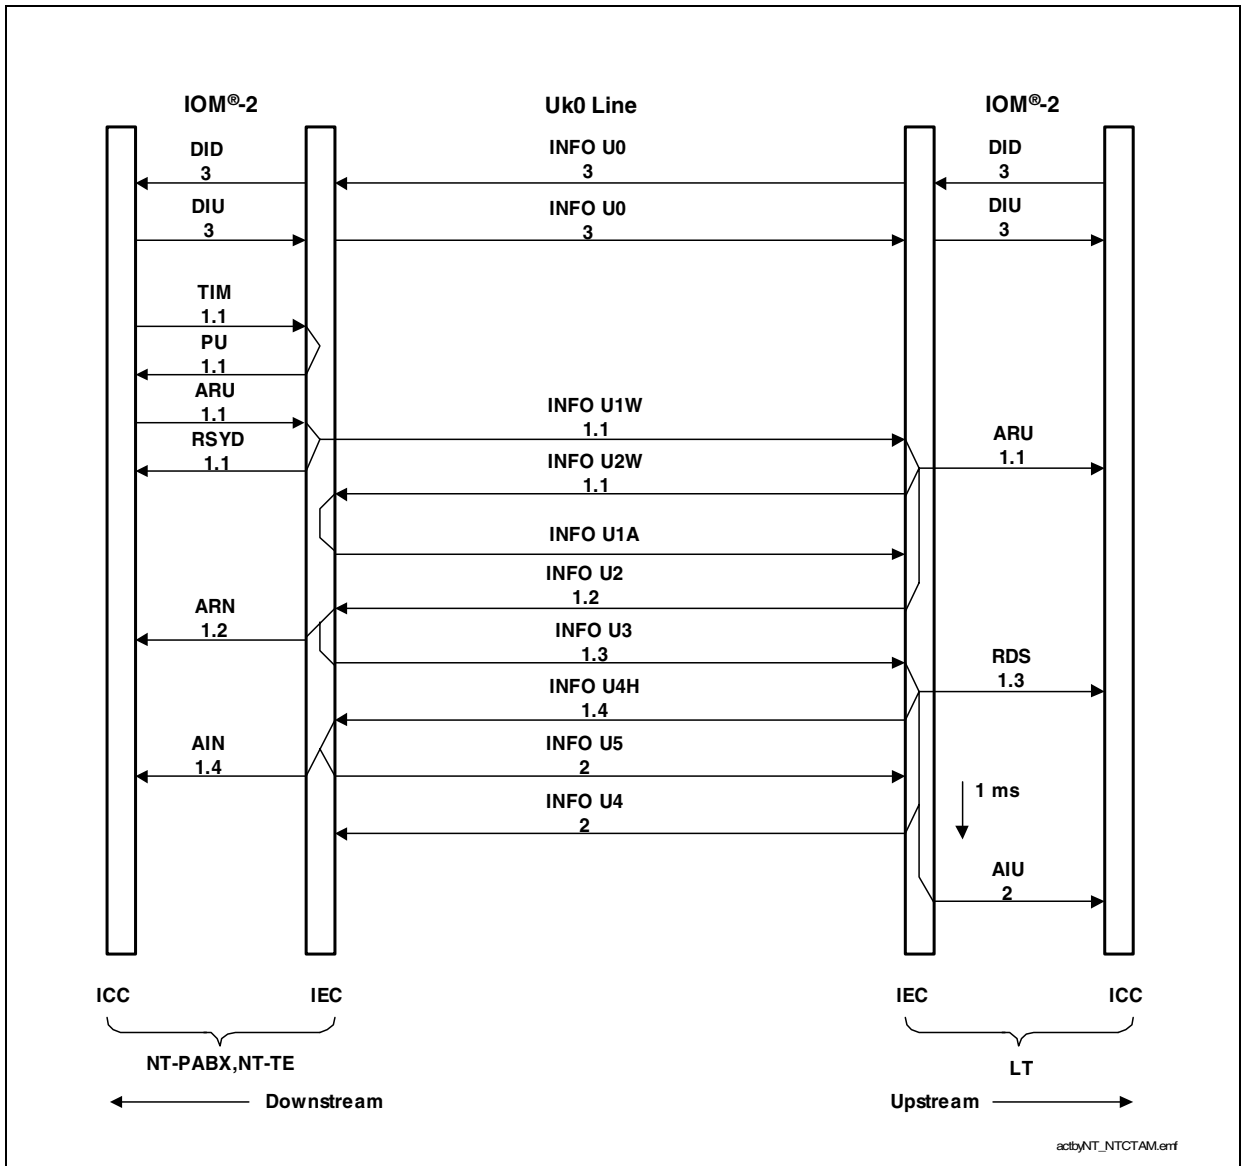 IOM®-2 Uk0 Line IOM®-2
DID INFO U0 DID
3 3 3
DIU INFO U0 DIU
3 3 3
TIM
1.1
PU
1.1
ARU INFO U1W
1.1 1.1 ARU
RSYD INFO U2W 1.1
1.1 1.1
INFO U1A
INFO U2
1.2
ARN
1.2
INFO U3
1.3 RDS
INFO U4H 1.3
1.4
AIN INFO U5
1.4 2
1 ms
INFO U4
2
AIU
2
ICC IEC IEC ICC
NT-PABX,NT-TE LT
Downstream Upstream
actbyNT_NTCTAM.emf